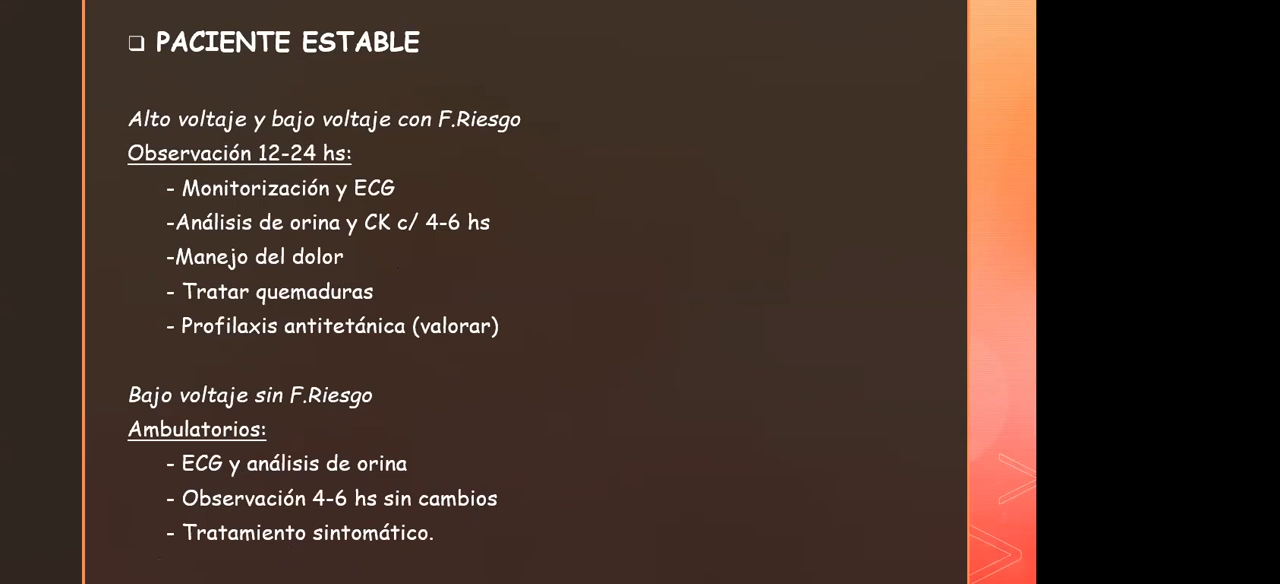 ❑ PACIENTE ESTABLE
Alto voltaje y bajo voltaje con F.Riesgo
Observación 12-24 hs:
- Monitorización y ECG
-Análisis de orina y CK c/ 4-6 hs
-Manejo del dolor
- Tratar quemaduras
- Profilaxis antitetánica (valorar)
Bajo voltaje sin F.Riesgo
Ambulatorios:
- ECG y análisis de orina
- Observación 4-6 hs sin cambios
- Tratamiento sintomático.